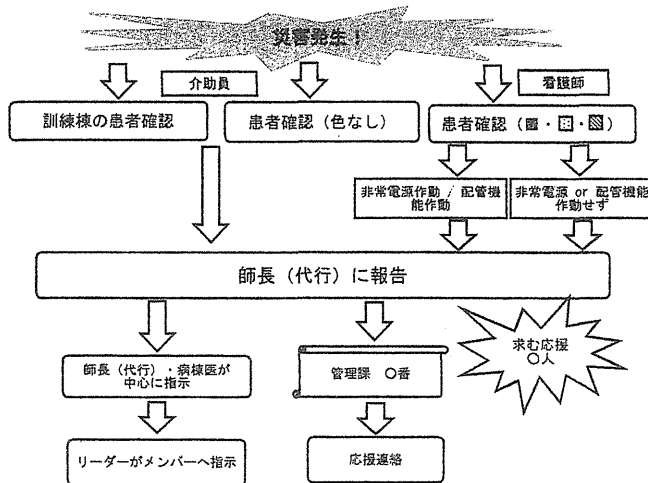 災害発生！
介助員
看護師
訓練棟の患者確認
患者確認（色なし）
患者確認（▦・⊡・▧）
非常電源作動 / 配管機
能作動
非常電源 or 配管機能
作動せず
師長（代行）に報告
求む応援
〇人
師長（代行）・病棟医が
中心に指示
管理課　〇番
リーダーがメンバーへ指示
応援連絡